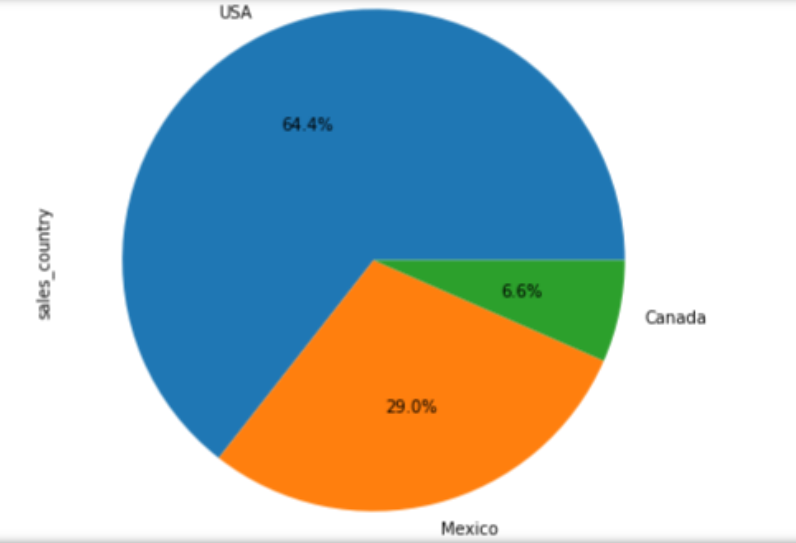 USA
64.4%
sales_country
6.6%
Canada
29.0%
Mexico